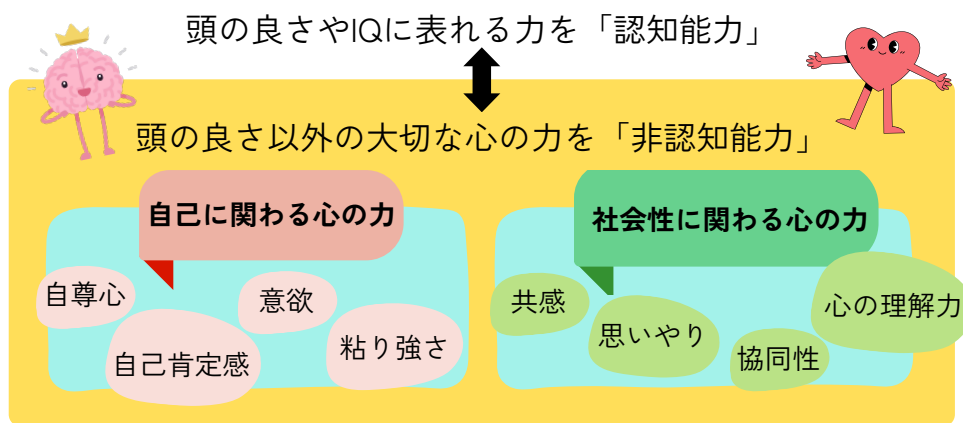 頭の良さやIQに表れる力を「認知能力」
頭の良さ以外の大切な心の力を「非認知能力」
自己に関わる心の力
自尊心
意欲
自己肯定感
粘り強さ
社会性に関わる心の力
共感
思いやり
協同性
心の理解力